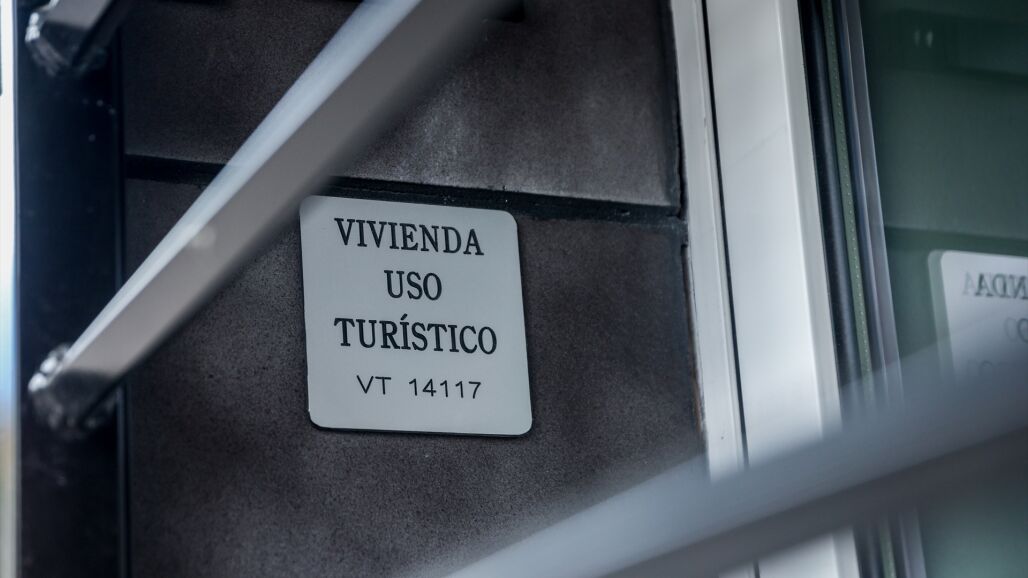 VIVIENDA
USO
TURÍSTICO
VT 14117